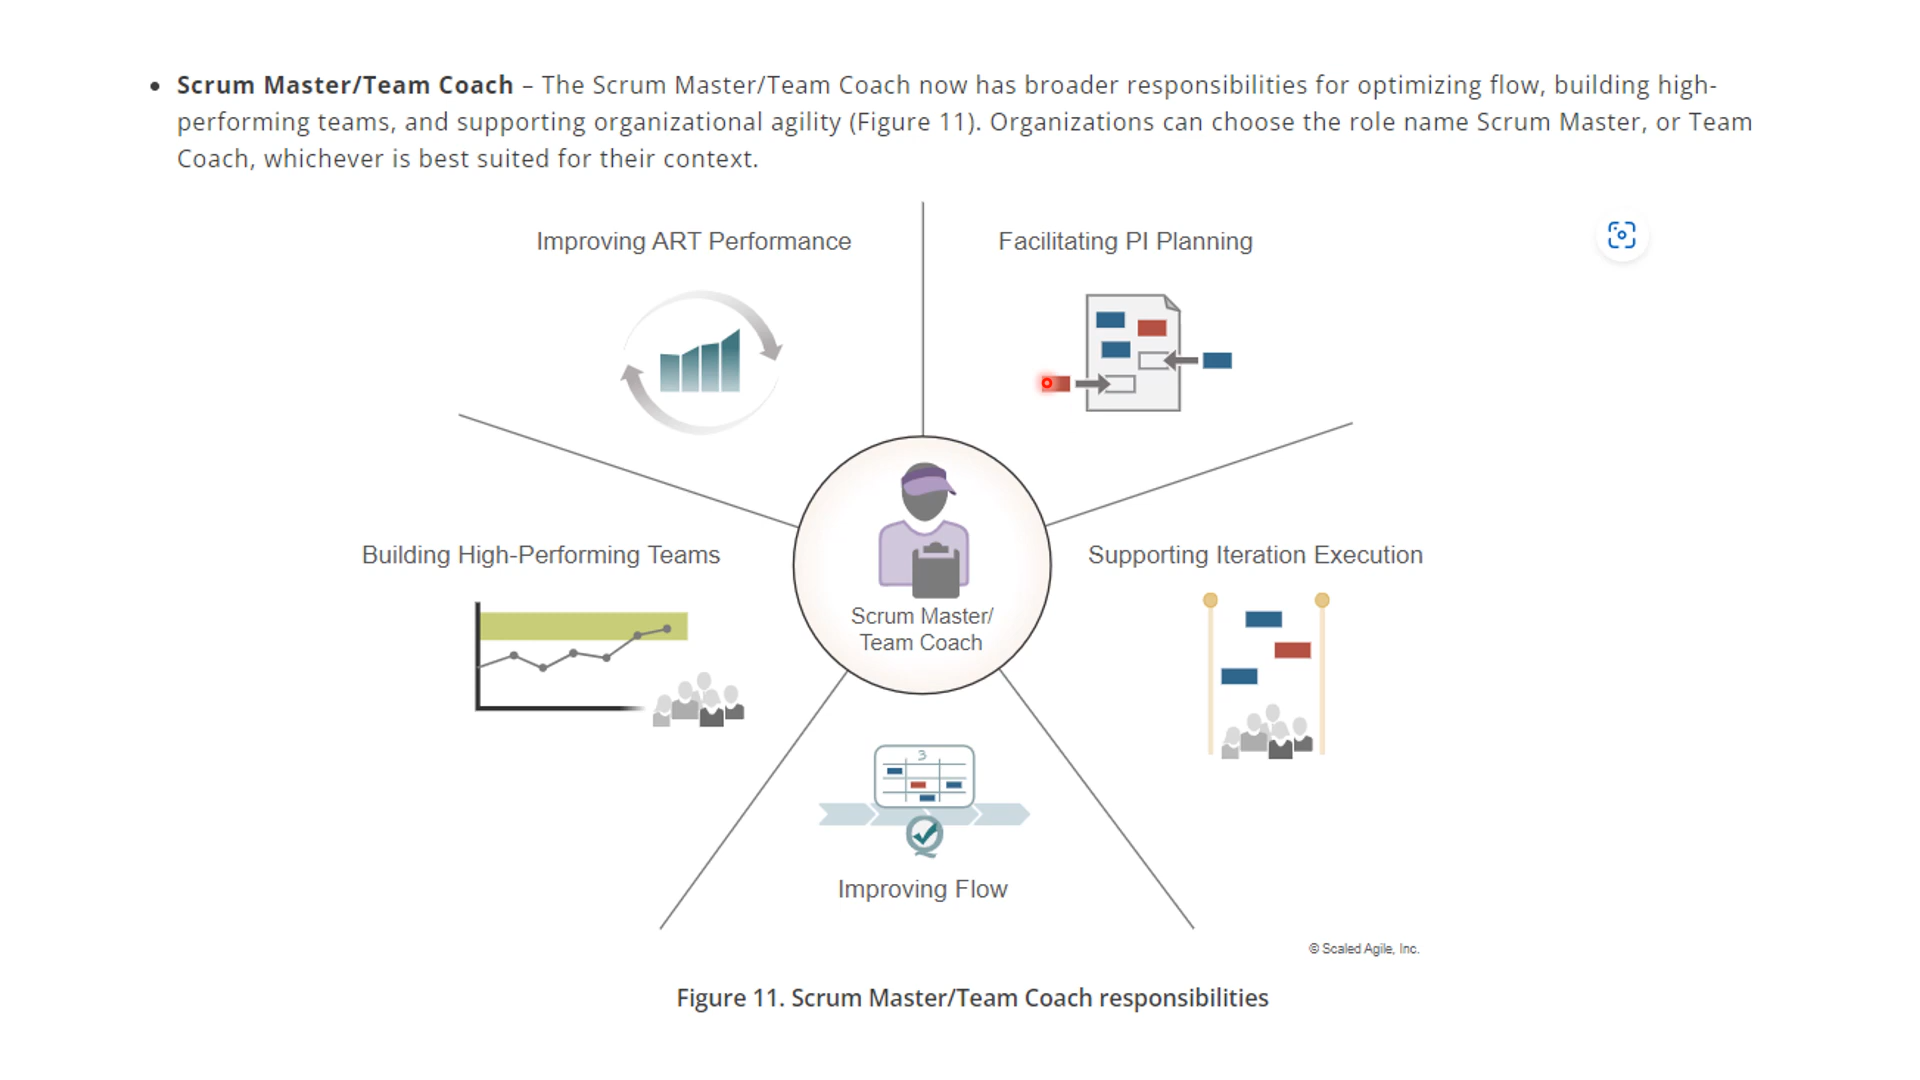 • Scrum Master/Team Coach – The Scrum Master/Team Coach now has broader responsibilities for optimizing flow, building high-
performing teams, and supporting organizational agility (Figure 11). Organizations can choose the role name Scrum Master, or Team
Coach, whichever is best suited for their context.
Improving ART Performance
Facilitating PI Planning
Building High-Performing Teams
Scrum Master/
Team Coach
Supporting Iteration Execution
3
Improving Flow
© Scaled Agile, Inc.
Figure 11. Scrum Master/Team Coach responsibilities